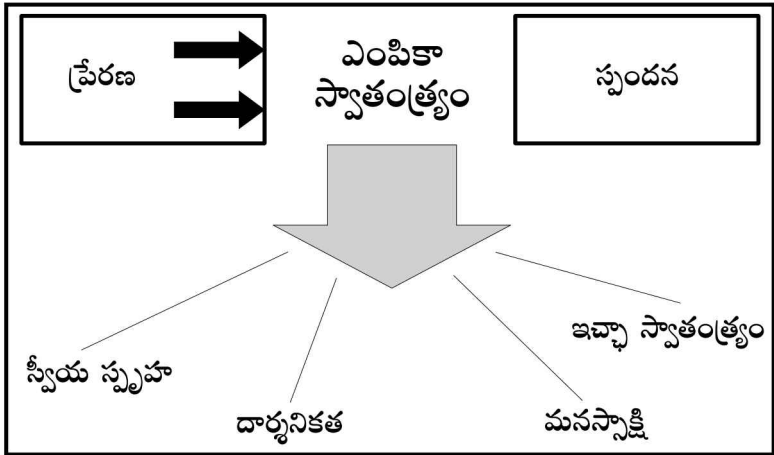 ప్రేరణ
ఎంపికా
స్వాతంత్ర్యం
స్పందన
స్వీయ స్పృహ
దార్శనికత
మనస్సాక్షి
ఇచ్ఛా స్వాతంత్ర్యం